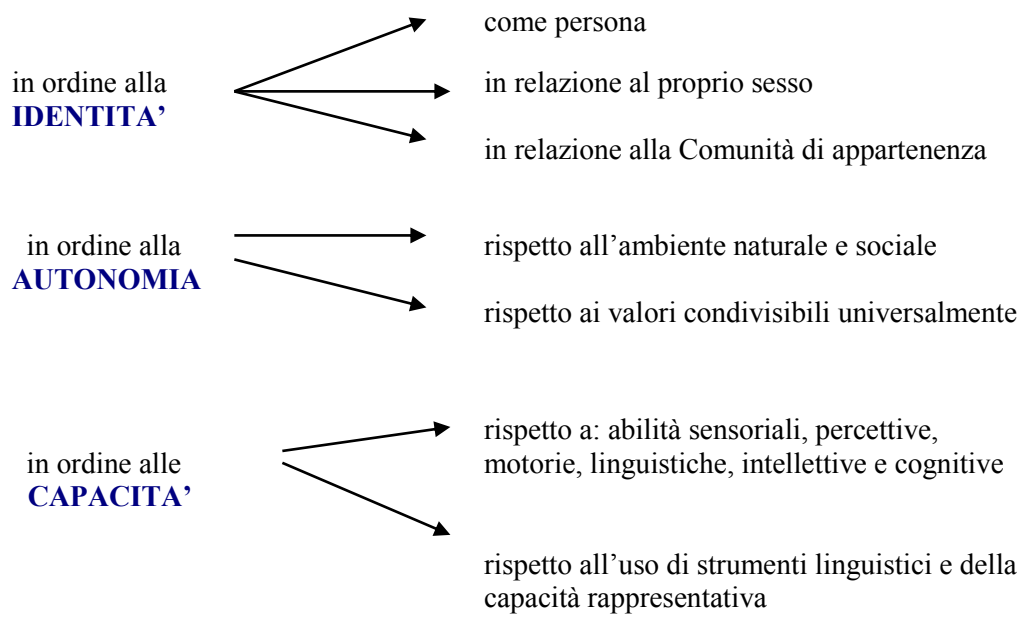 come persona
in ordine alla
IDENTITA’
in relazione al proprio sesso
in relazione alla Comunità di appartenenza
in ordine alla
AUTONOMIA
rispetto all’ambiente naturale e sociale
rispetto ai valori condivisibili universalmente
in ordine alle
CAPACITA’
rispetto a: abilità sensoriali, percettive,
motorie, linguistiche, intellettive e cognitive
rispetto all’uso di strumenti linguistici e della
capacità rappresentativa